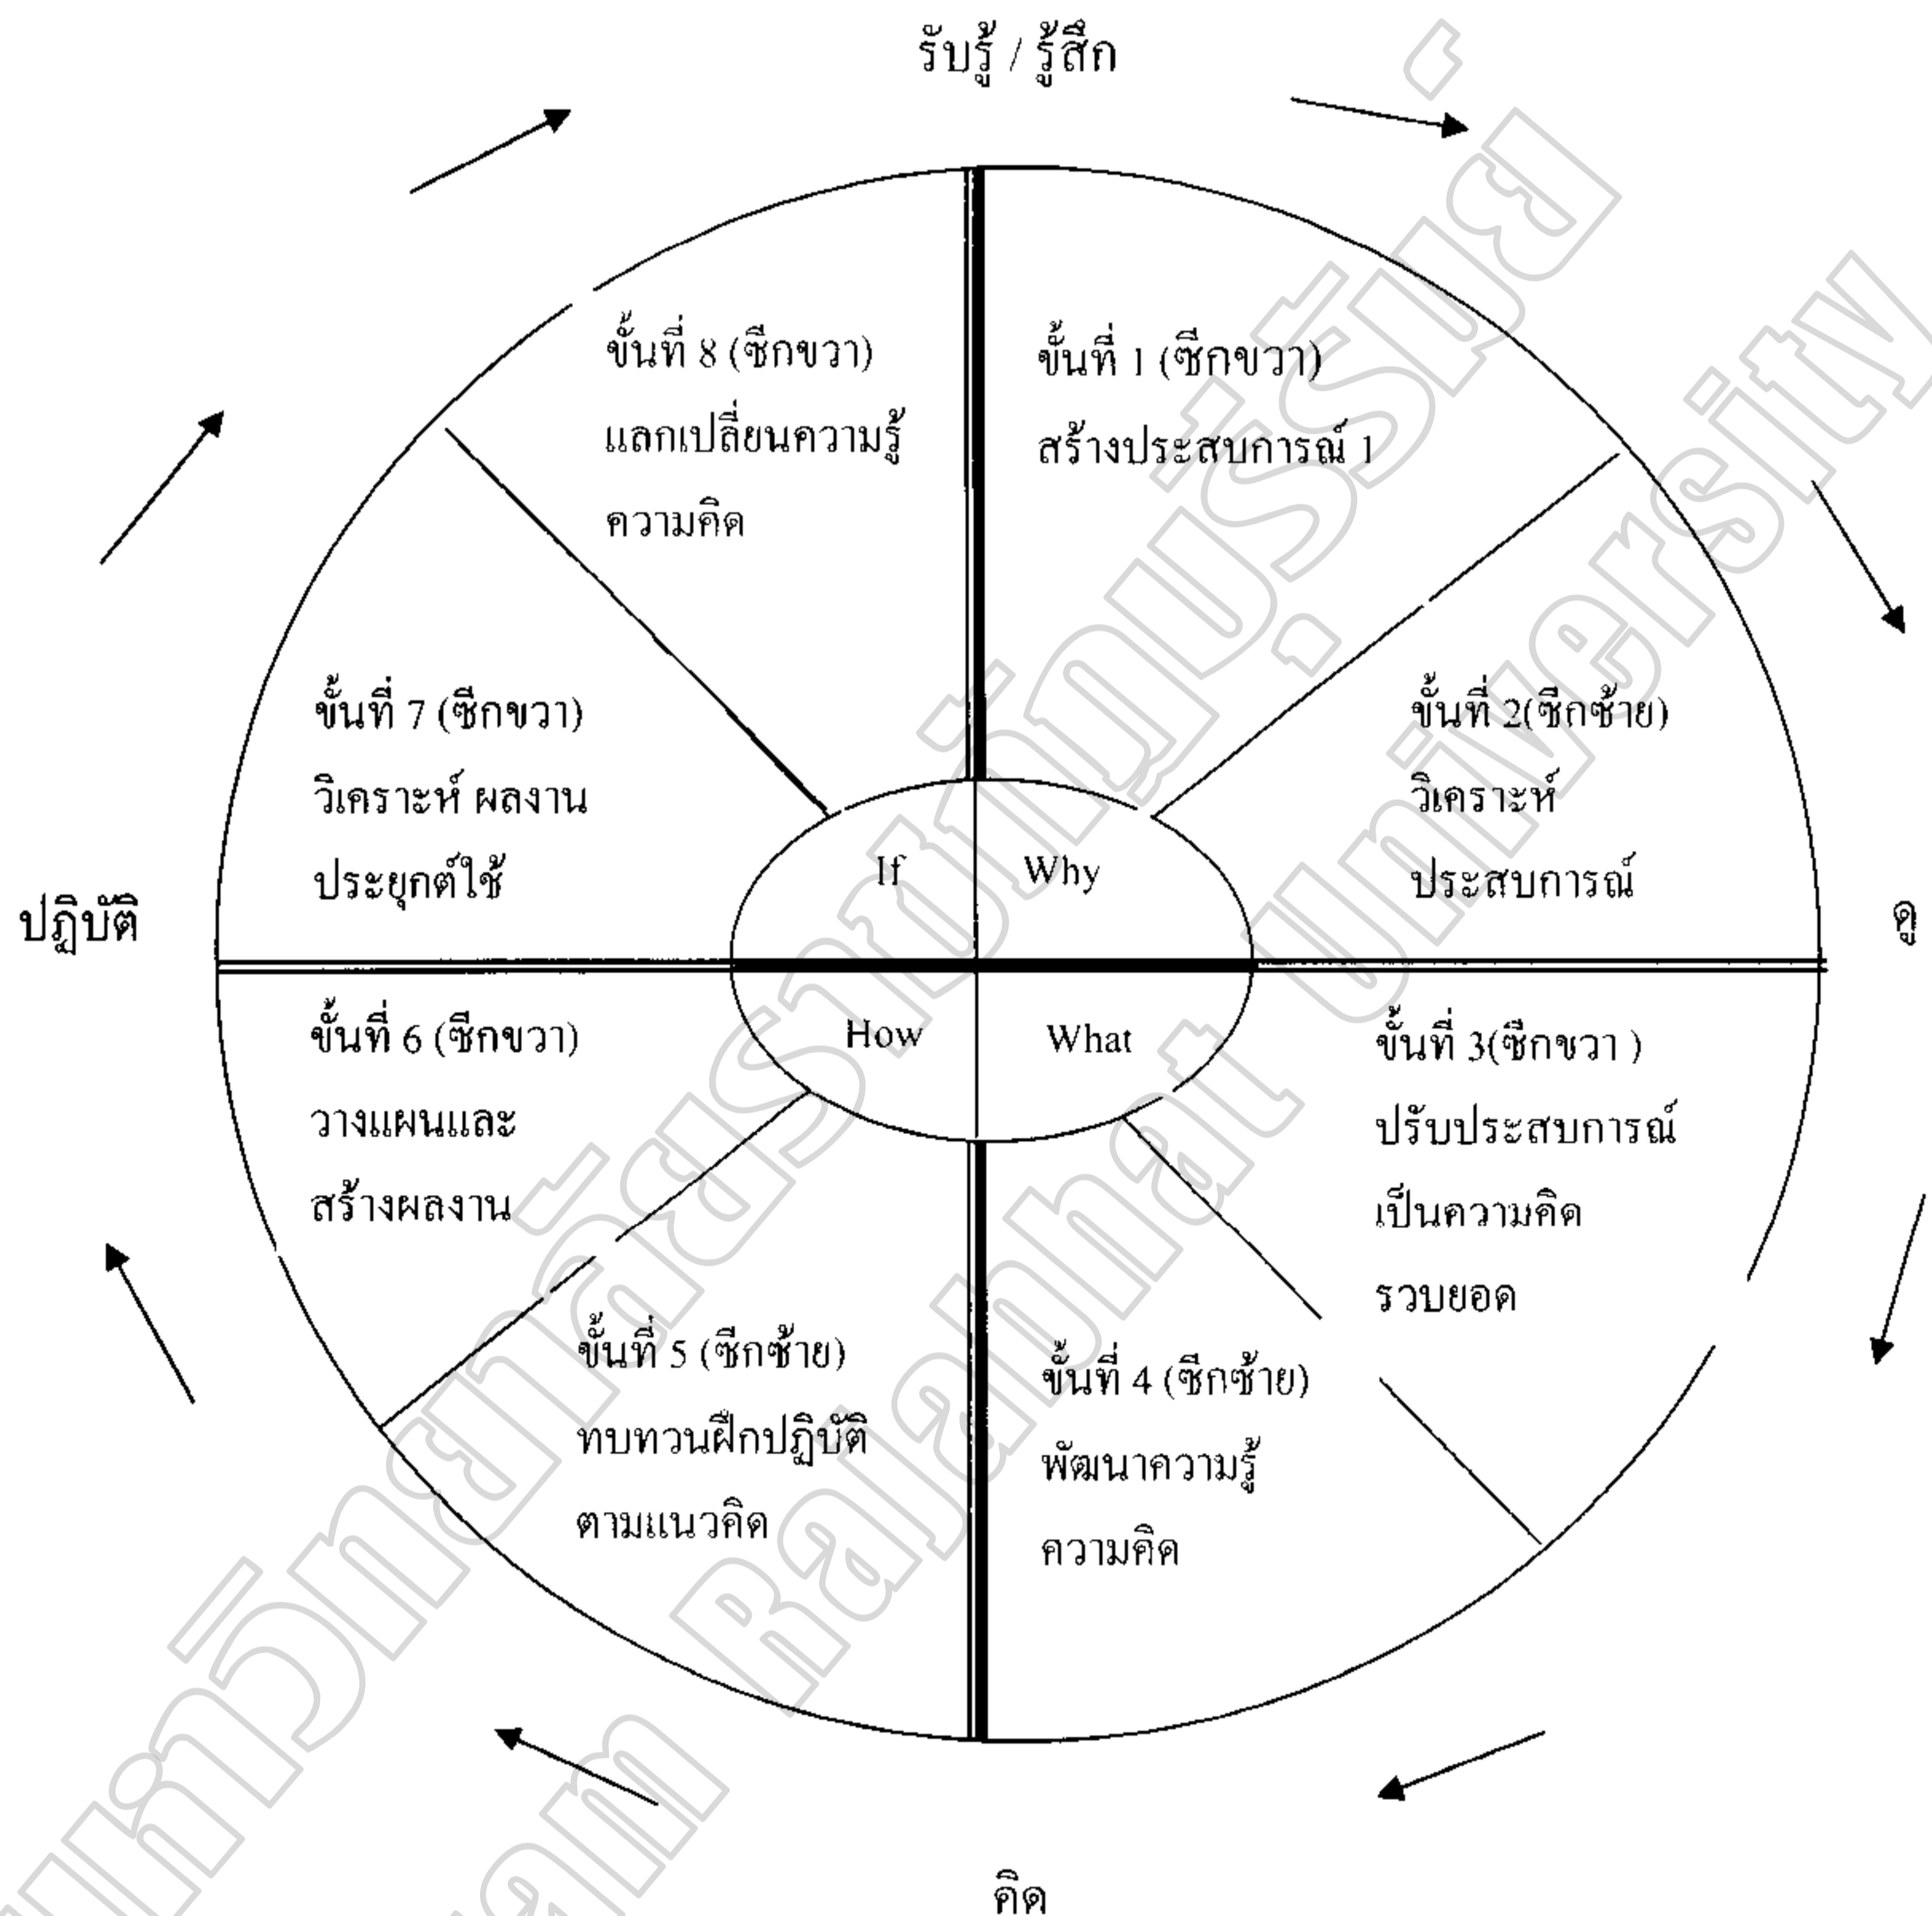 รับรู้ / รู้สึก
ขั้นที่ 8 (ซีกขวา)
แลกเปลี่ยนความรู้
ความคิด
ขั้นที่ 1 (ซีกขวา)
สร้างประสบการณ์ 1
ขั้นที่ 7 (ซีกขวา)
วิเคราะห์ ผลงาน
ประยุกต์ใช้
ขั้นที่ 2(ซีกซ้าย)
วิเคราะห์
ประสบการณ์
If
Why
ปฏิบัติ
ดู
How
What
ขั้นที่ 6 (ซีกขวา)
วางแผนและ
สร้างผลงาน
ขั้นที่ 3(ซีกขวา )
ปรับประสบการณ์
เป็นความคิด
รวบยอด
ขั้นที่ 5 (ซีกซ้าย)
ทบทวนฝึกปฏิบัติ
ตามแนวคิด
ขั้นที่ 4 (ซีกซ้าย)
พัฒนาความรู้
ความคิด
คิด
Rajabhat University